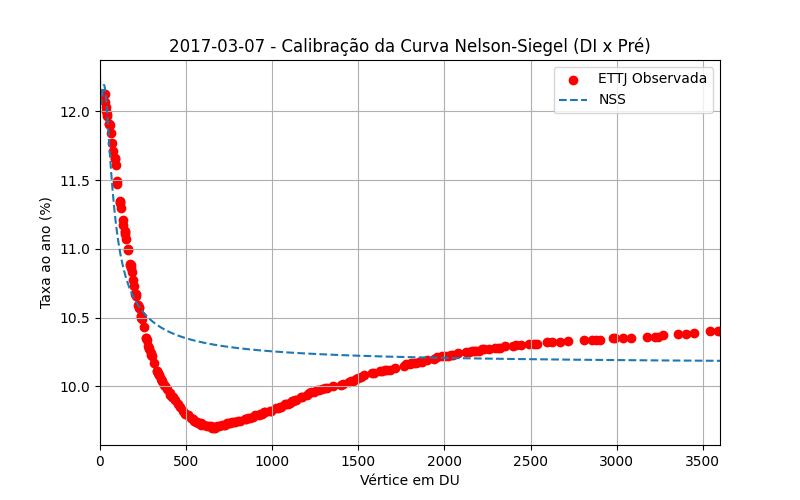 2017-03-07 - Calibração da Curva Nelson-Siegel (DI x Pré)
ETTJ Observada
NSS
Taxa ao ano (%)
12.0
11.5
11.0
10.5
10.0
0 500 1000 1500 2000 2500 3000 3500
Vértice em DU